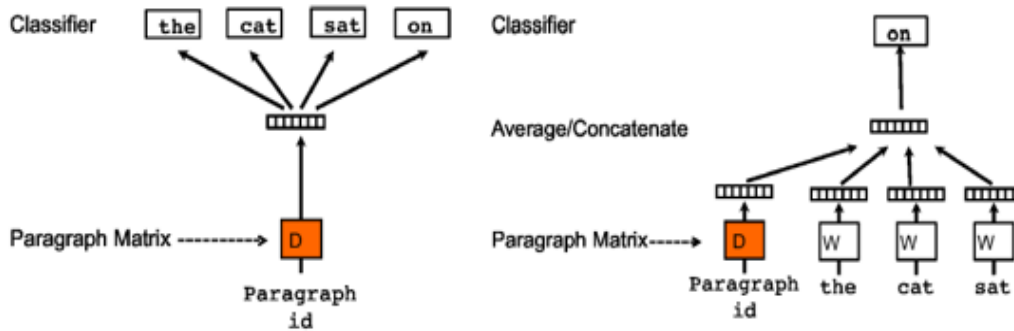 Classifier the cat sat on
Paragraph Matrix D
Paragraph
id
Classifier on
Average/Concatenate
Paragraph Matrix D W W W
Paragraph the cat sat
id